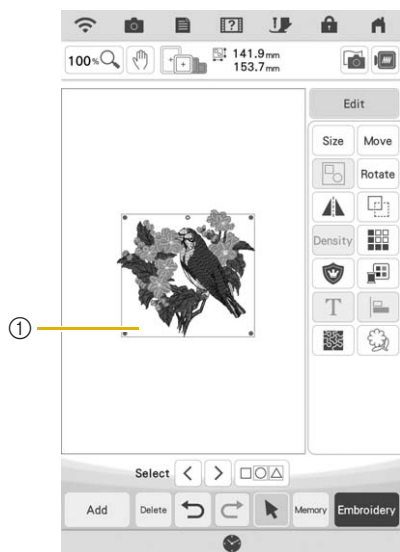 100% 141.9mm
153.7mm
Edit
Size Move
Rotate
Density
T
①
Select < >
Add Delete Memory Embroidery